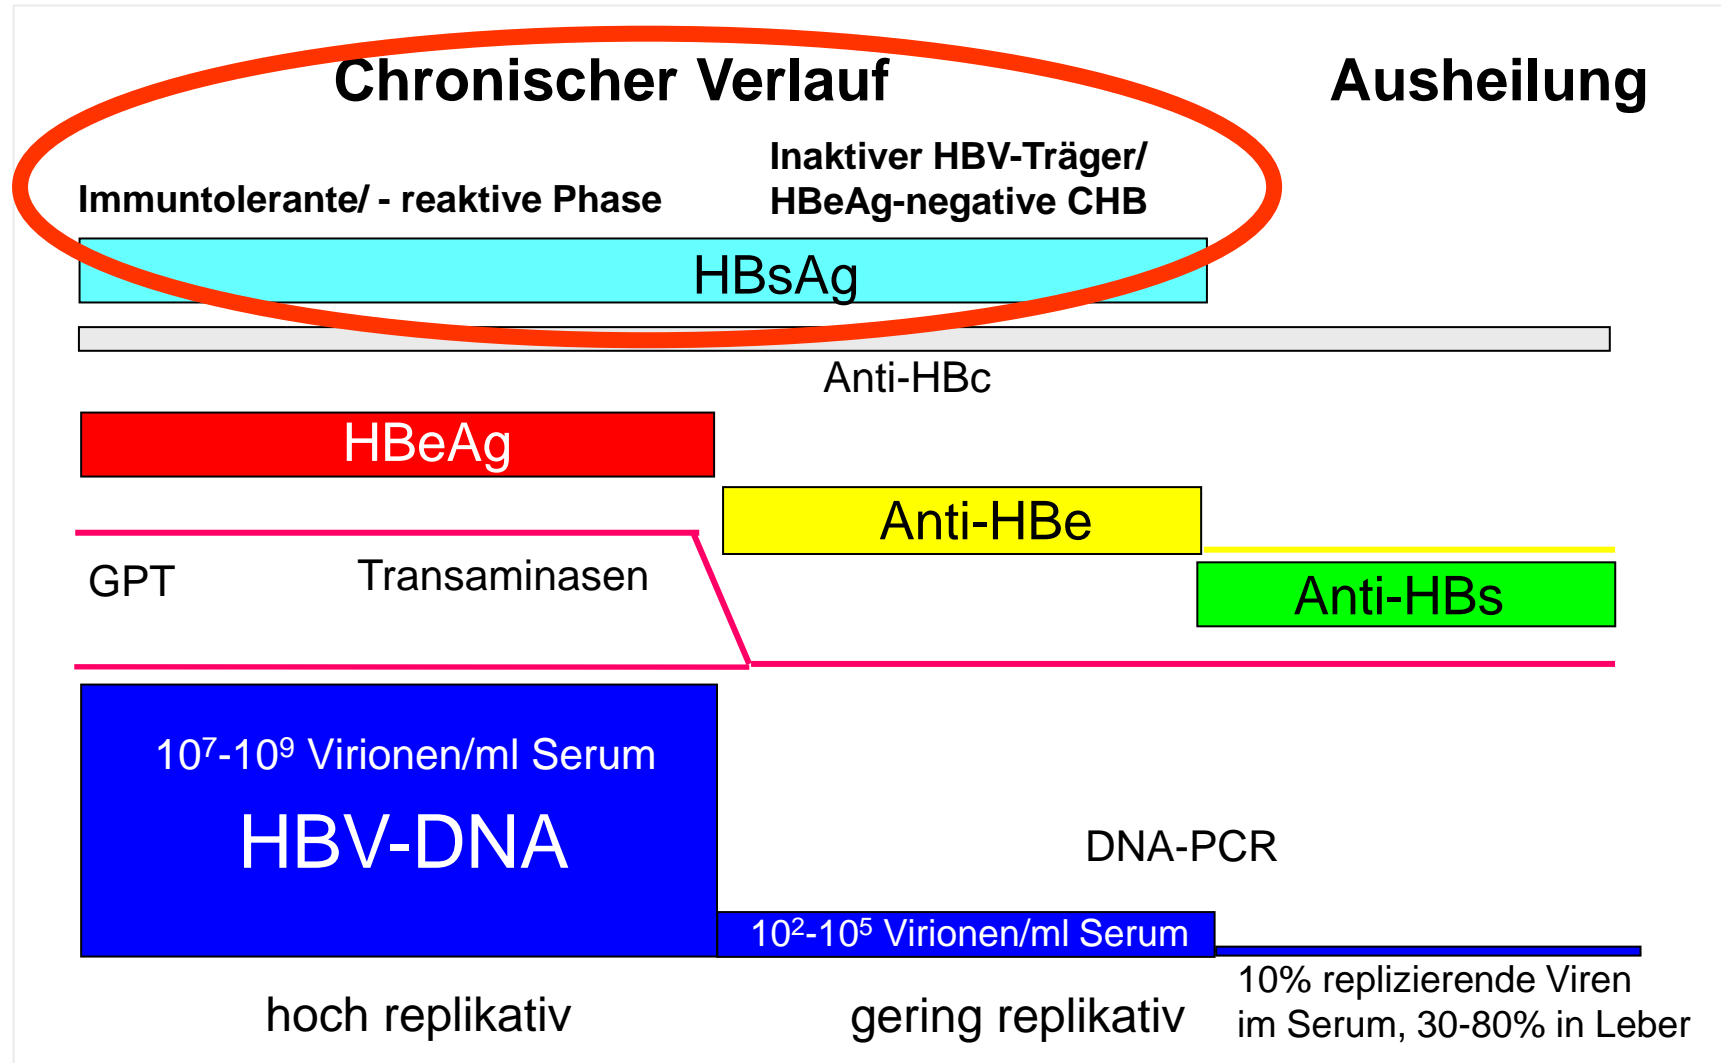 Chronischer Verlauf
Ausheilung
Immuntolerante/ - reaktive Phase
Inaktiver HBV-Träger/
HBeAg-negative CHB
HBsAg
Anti-HBc
HBeAg
Anti-HBe
GPT
Transaminasen
Anti-HBs
10⁷-10⁹ Virionen/ml Serum
HBV-DNA
DNA-PCR
10²-10⁵ Virionen/ml Serum
hoch replikativ
gering replikativ
10% replizierende Viren
im Serum, 30-80% in Leber